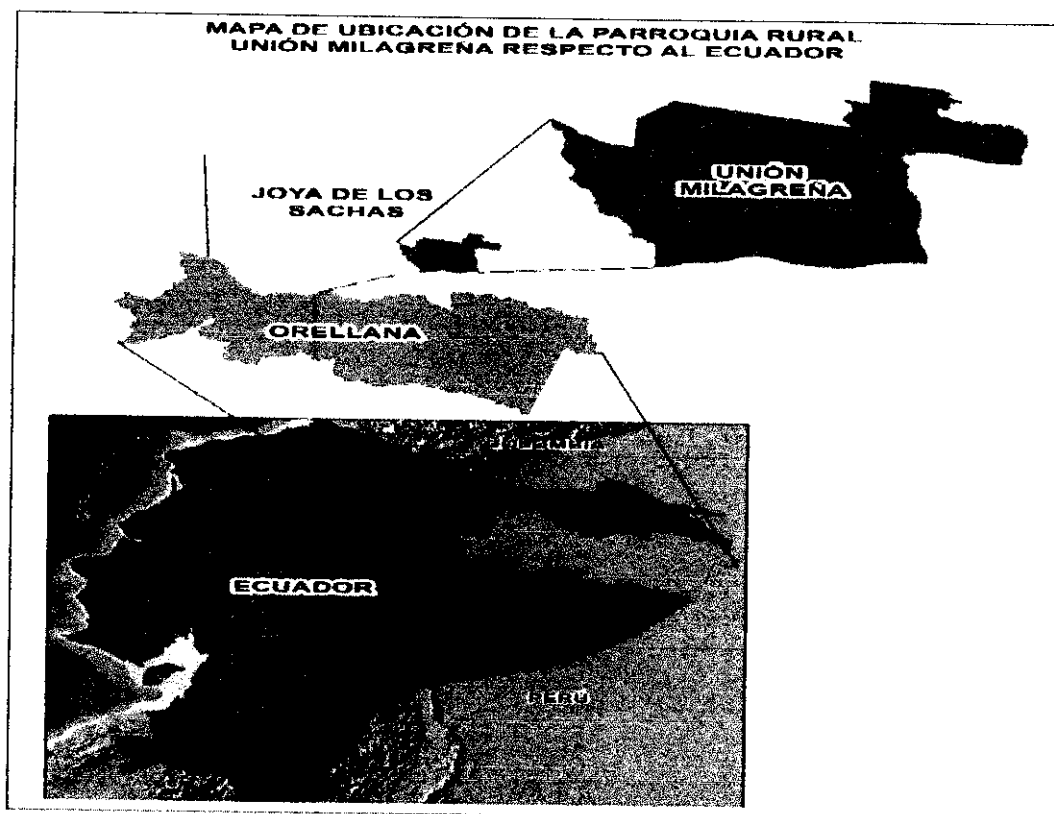 MAPA DE UBICACIÓN DE LA PARROQUIA RURAL
UNIÓN MILAGREÑA RESPECTO AL ECUADOR
UNIÓN
MILAGREÑA
JOYA DE LOS
SACHAS
ORELLANA
ECUADOR
PERÚ